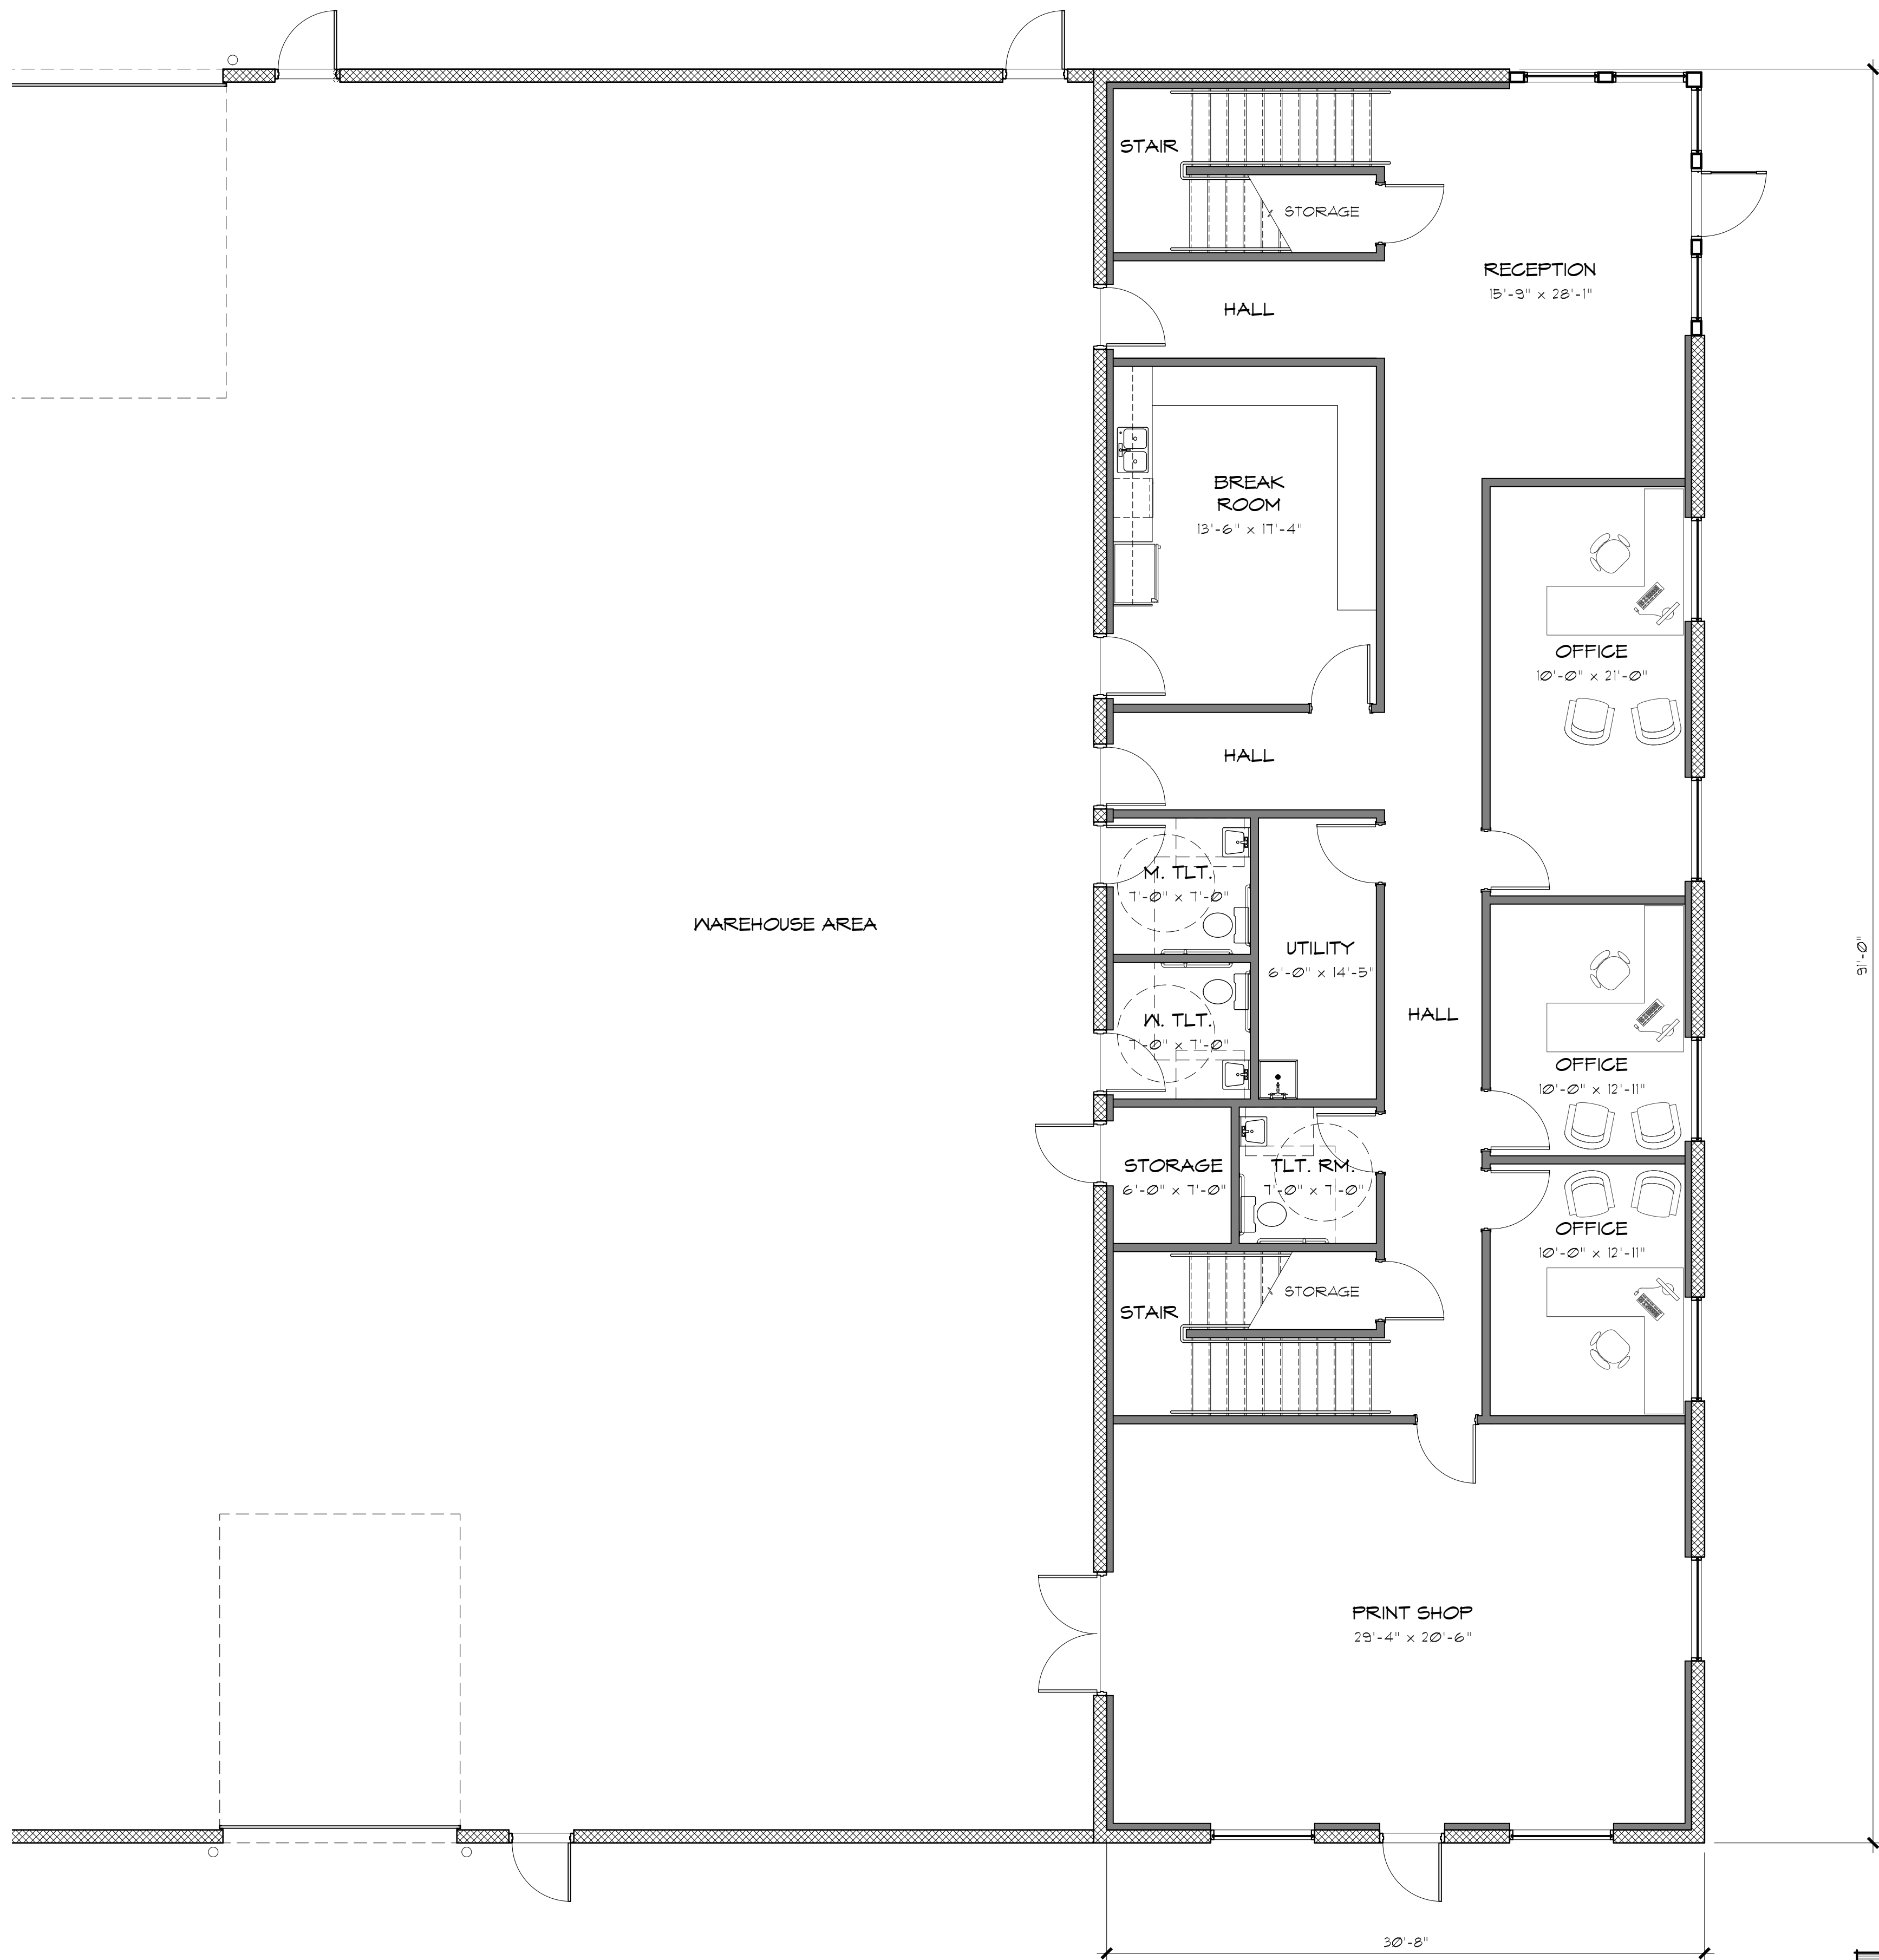 STAIR
STORAGE
RECEPTION
15'-9" x 28'-1"
HALL
BREAK
ROOM
13'-6" x 17'-4"
OFFICE
10'-0" x 21'-0"
HALL
M. TLT.
7'-0" x 7'-0"
WAREHOUSE AREA
UTILITY
6'-0" x 14'-5"
91'-0"
W. TLT.
7'-0" x 7'-0"
HALL
OFFICE
10'-0" x 12'-11"
STORAGE
6'-0" x 7'-0"
TLT. RM.
7'-0" x 7'-0"
OFFICE
10'-0" x 12'-11"
STORAGE
STAIR
PRINT SHOP
29'-4" x 20'-6"
30'-8"